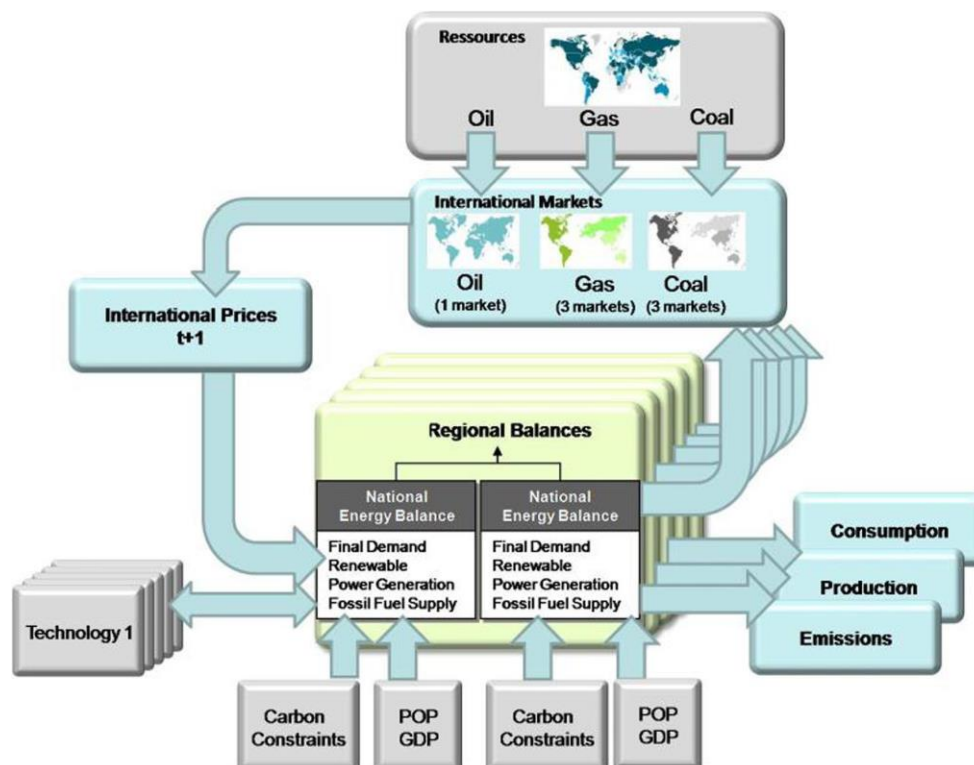 Ressources
Oil Gas Coal
International Markets
Oil Gas Coal
(1 market) (3 markets) (3 markets)
International Prices
t+1
Regional Balances
National National
Energy Balance Energy Balance
Final Demand Final Demand
Renewable Renewable
Power Generation Power Generation
Fossil Fuel Supply Fossil Fuel Supply
Consumption
Production
Emissions
Technology 1
Carbon POP Carbon POP
Constraints GDP Constraints GDP